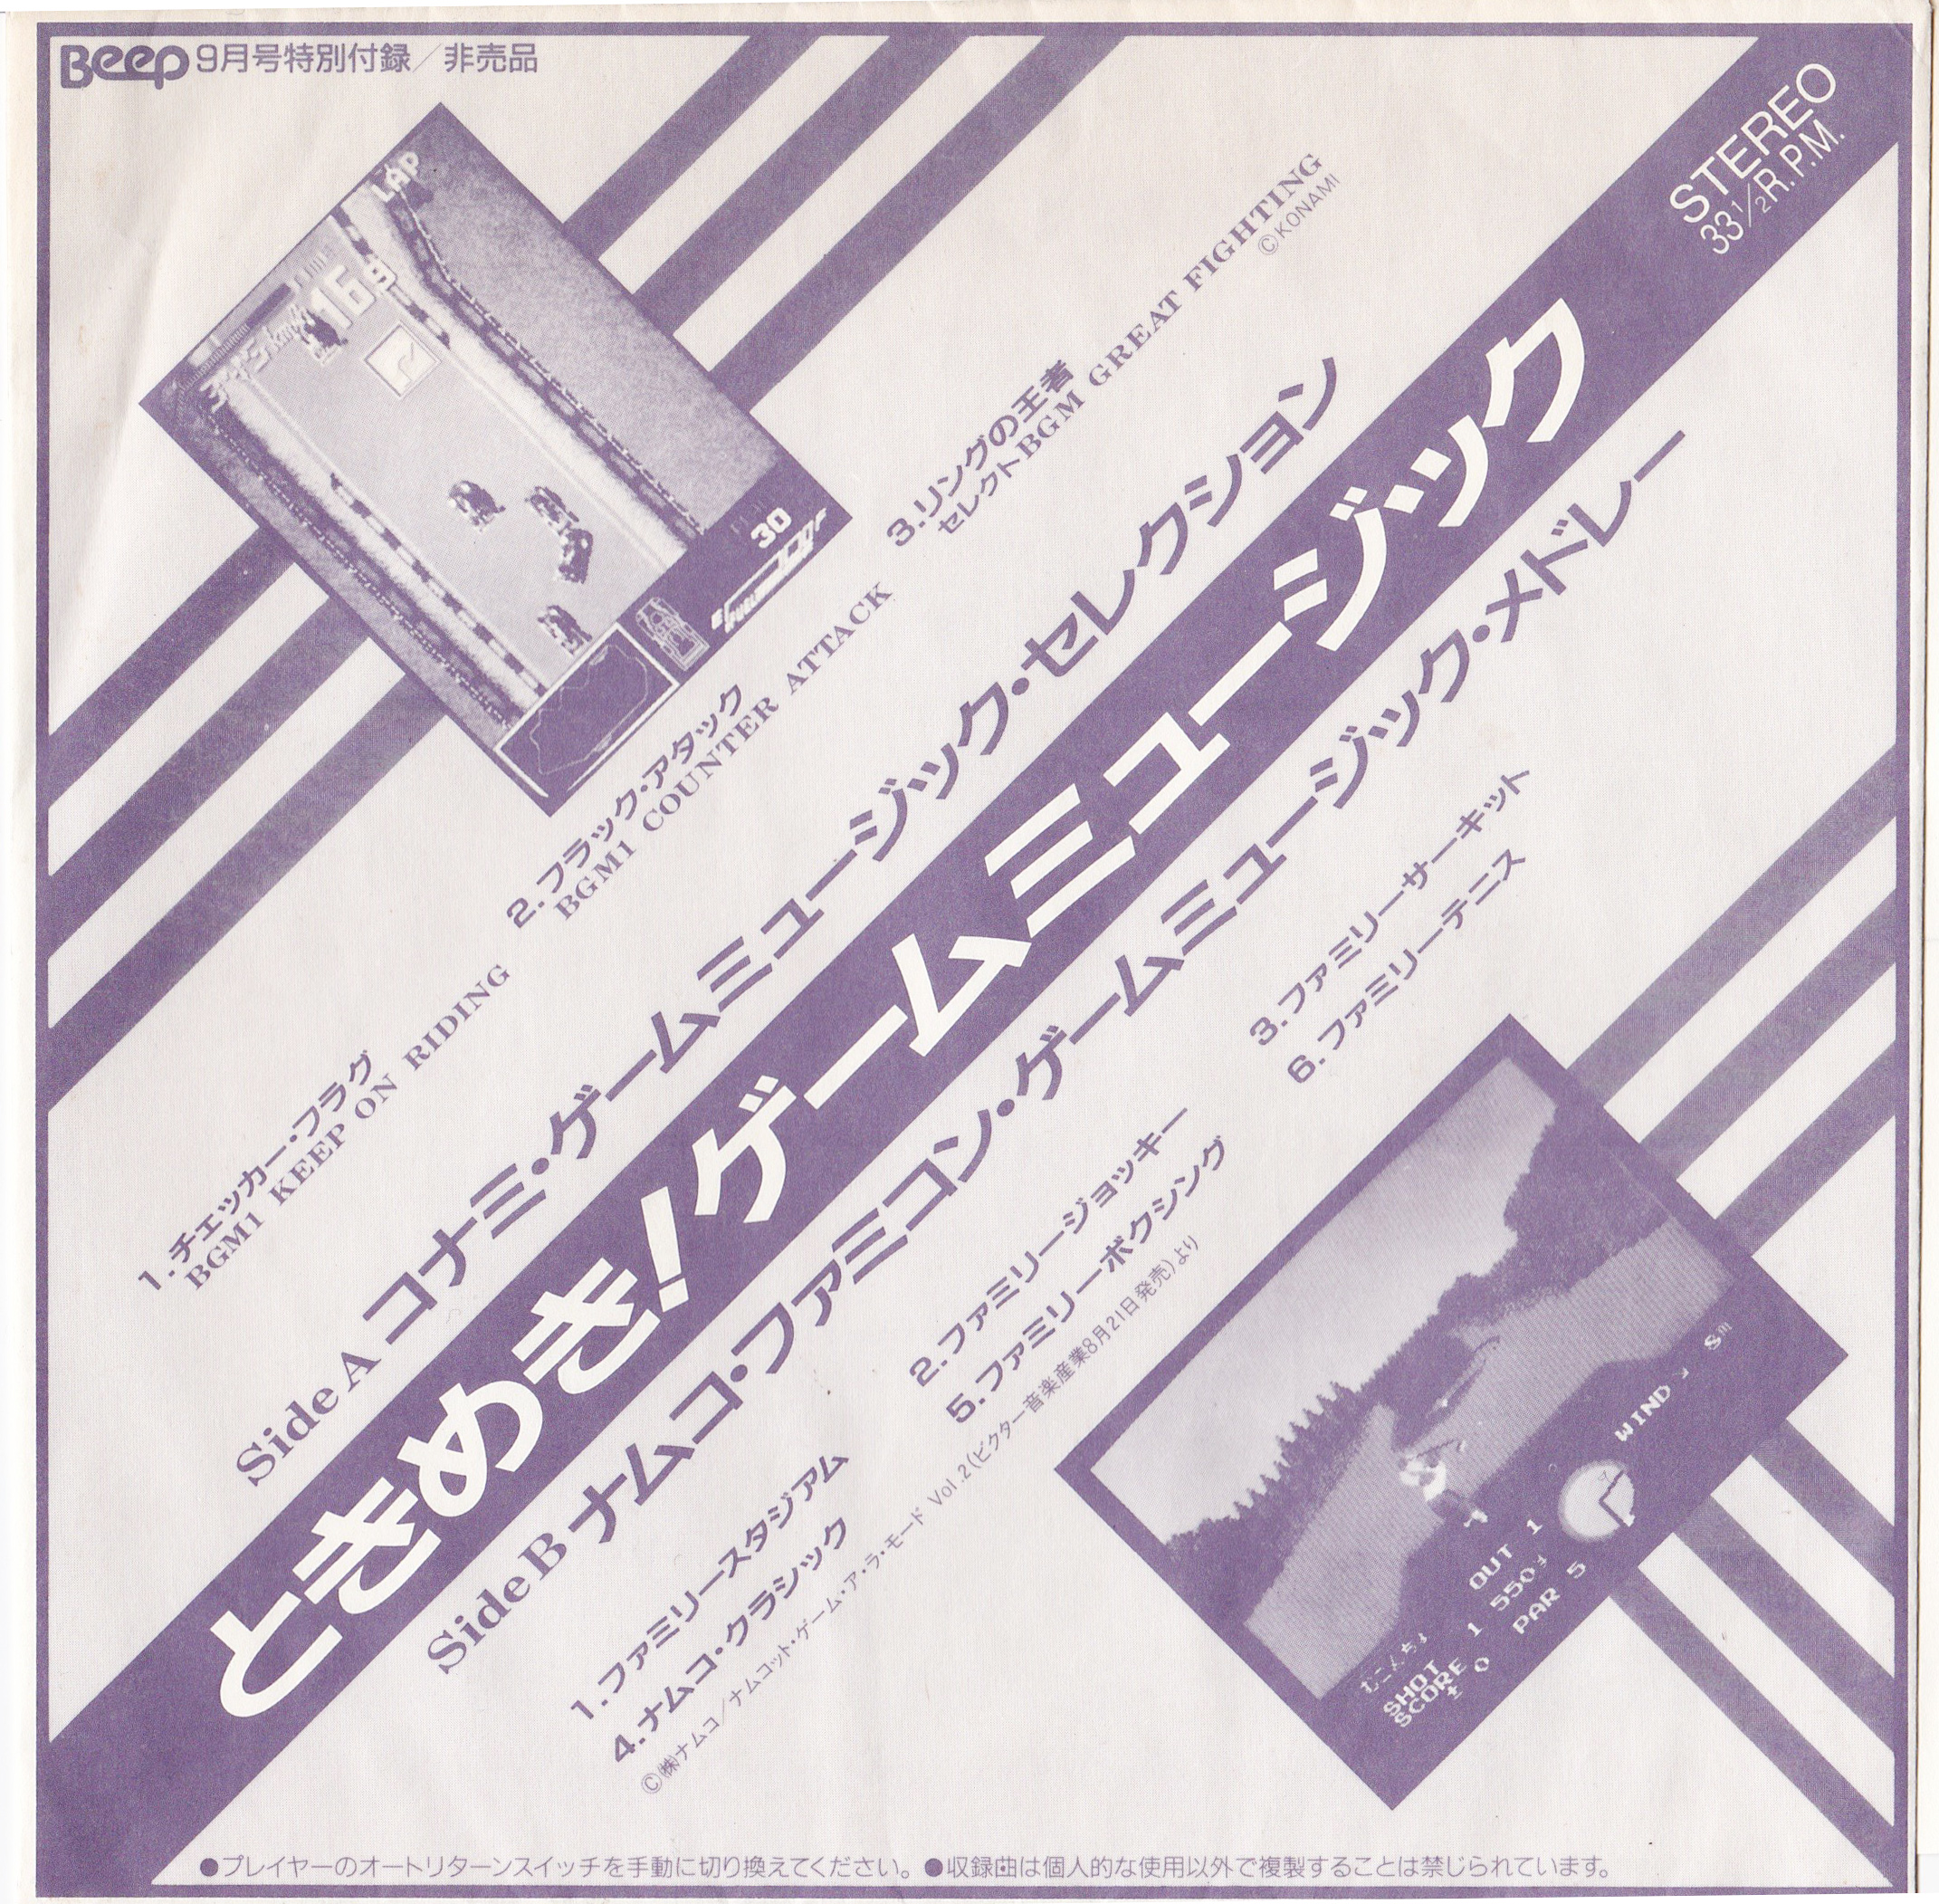 Beep 9月号特別付録／非売品
STEREO
33 1/2 R.P.M.
LAP
169
30
1.チェッカー・フラグ
BGM1 KEEP ON RIDING
2.ブラック・アタック
BGM1 COUNTER ATTACK
3.リングの王者
セレクトBGM GREAT FIGHTING
©KONAMI
Side A コナミ・ゲームミュージック・セレクション
ときめき!ゲームミュージック
Side B ナムコ・ファミコン・ゲームミュージック・メドレー
1.ファミリースタジアム
2.ファミリージョッキー
3.ファミリーサーキット
4.ナムコ・クラシック
5.ファミリーボクシング
6.ファミリーテニス
©㈱ナムコ／ナムコット・ゲーム・ア・ラ・モード Vol.2(ビクター音楽産業8月21日発売)より
WIND
OUT 1
SHOT 1 550y
SCORE ±0 PAR 5
●プレイヤーのオートリターンスイッチを手動に切り換えてください。●収録曲は個人的な使用以外で複製することは禁じられています。